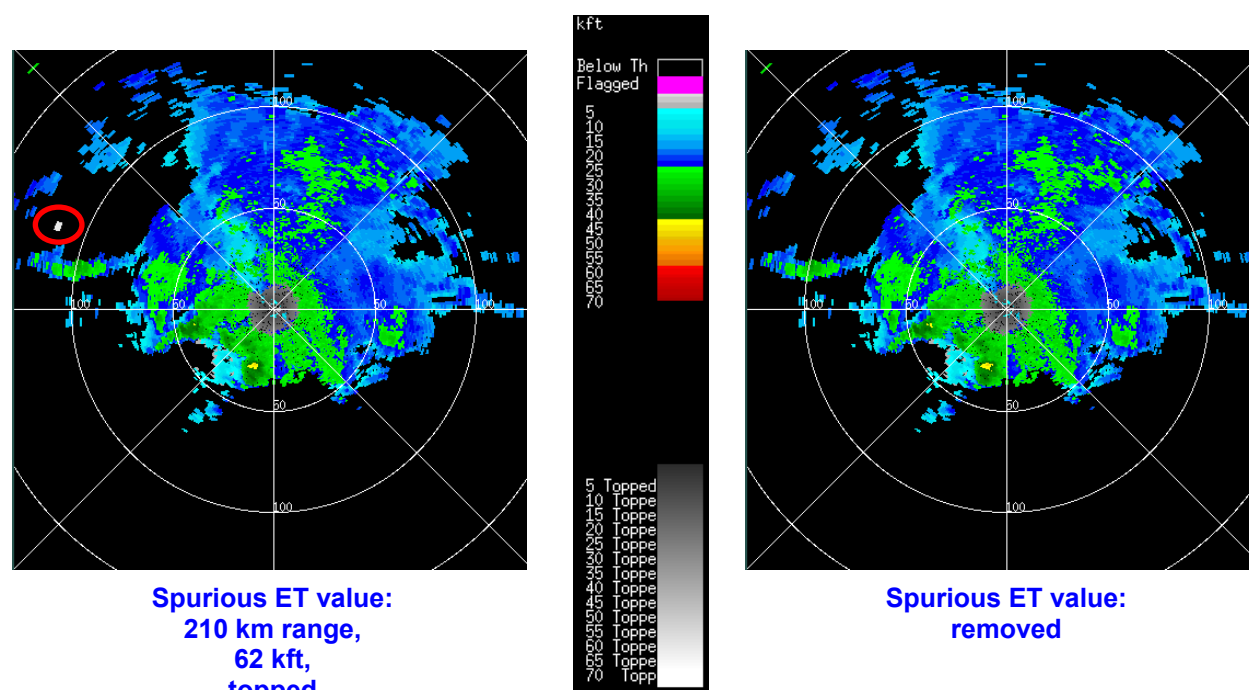 100
50
100
50
50
100
50
100
Spurious ET value:
210 km range,
62 kft,
topped
kft
Below Th
Flagged
5
10
15
20
25
30
35
40
45
50
55
60
65
70
5 Topped
10 Toppe
15 Toppe
20 Toppe
25 Toppe
30 Toppe
35 Toppe
40 Toppe
45 Toppe
50 Toppe
55 Toppe
60 Toppe
65 Toppe
70 Topp
100
50
100
50
50
100
50
100
Spurious ET value:
removed